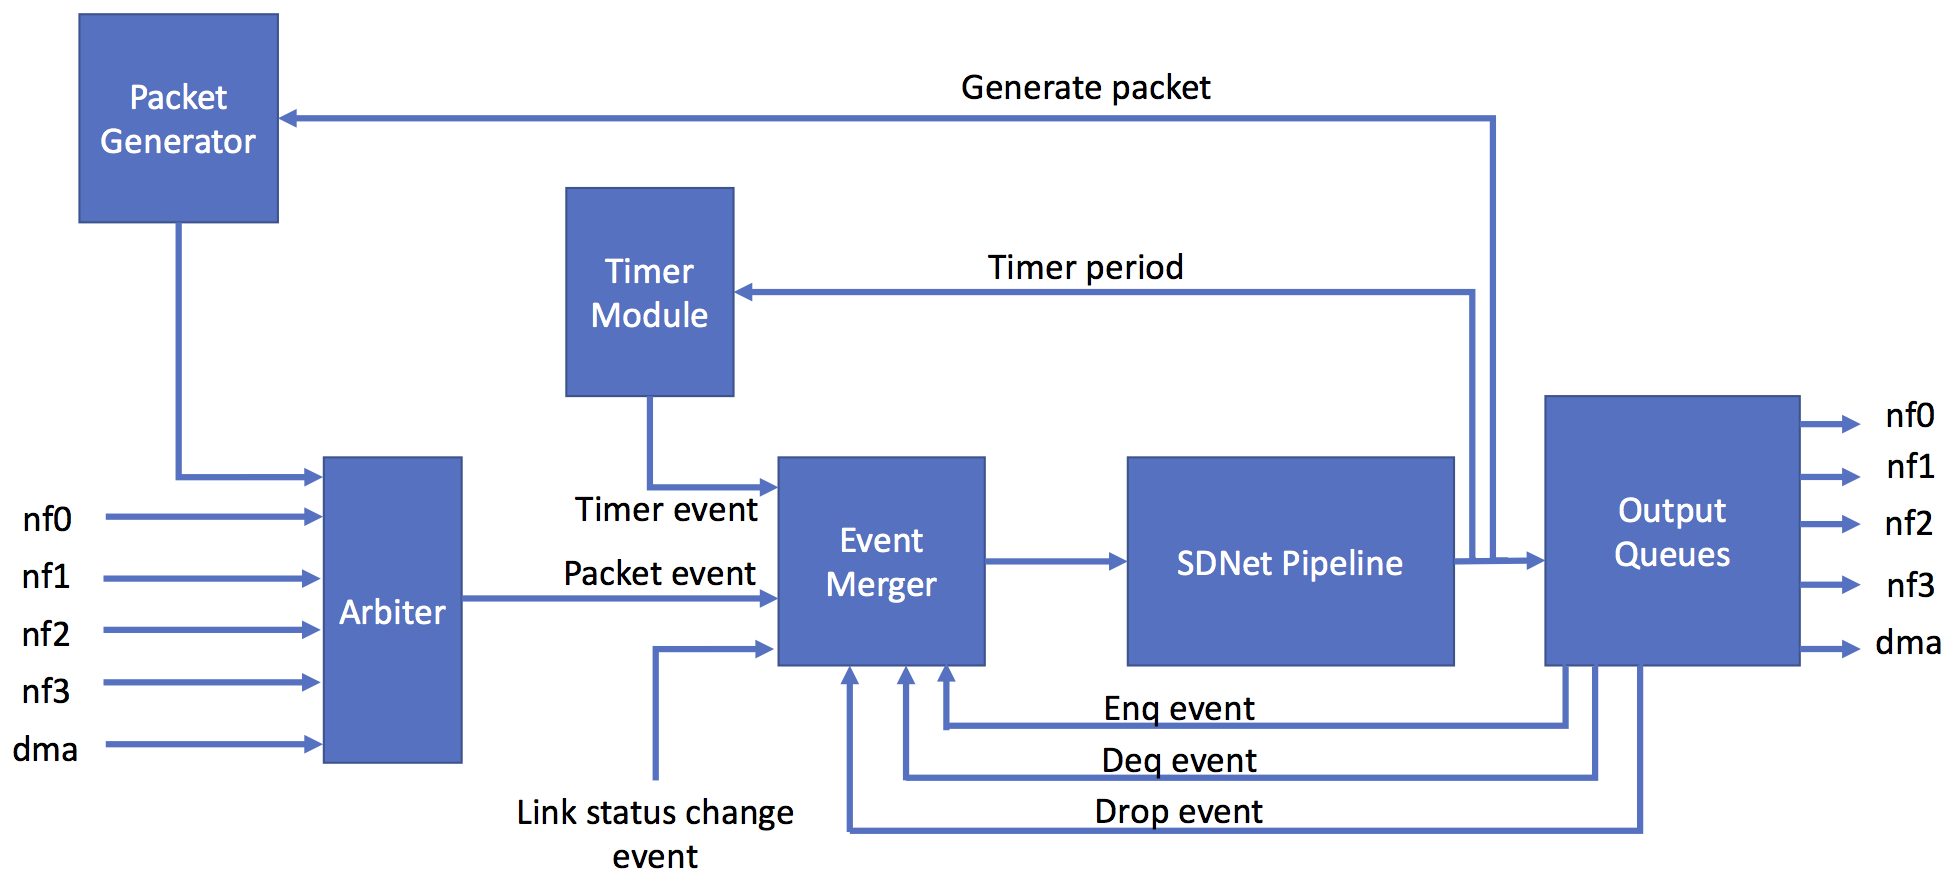 Packet
Generator
Generate packet
Timer
Module
Timer period
Timer event
Packet event
nf0
nf1
nf2
nf3
dma
Arbiter
Event
Merger
SDNet Pipeline
Output
Queues
nf0
nf1
nf2
nf3
dma
Enq event
Deq event
Drop event
Link status change
event